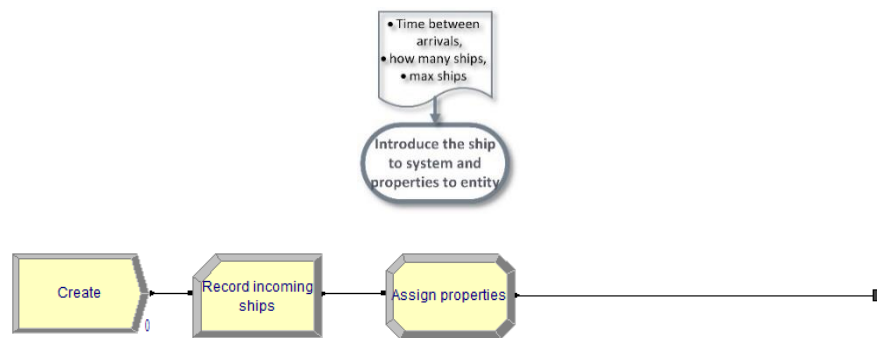 • Time between
arrivals,
• how many ships,
• max ships
Introduce the ship
to system and
properties to entity
Create
0
Record incoming
ships
Assign properties